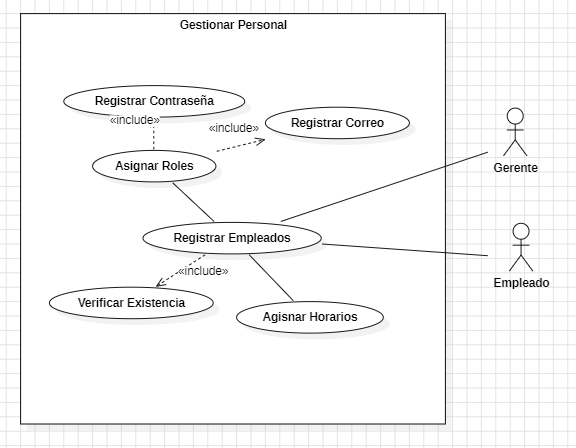 Gestionar Personal
Registrar Contraseña
«include»
«include»
Registrar Correo
Asignar Roles
Gerente
Registrar Empleados
«include»
Empleado
Verificar Existencia
Agisnar Horarios